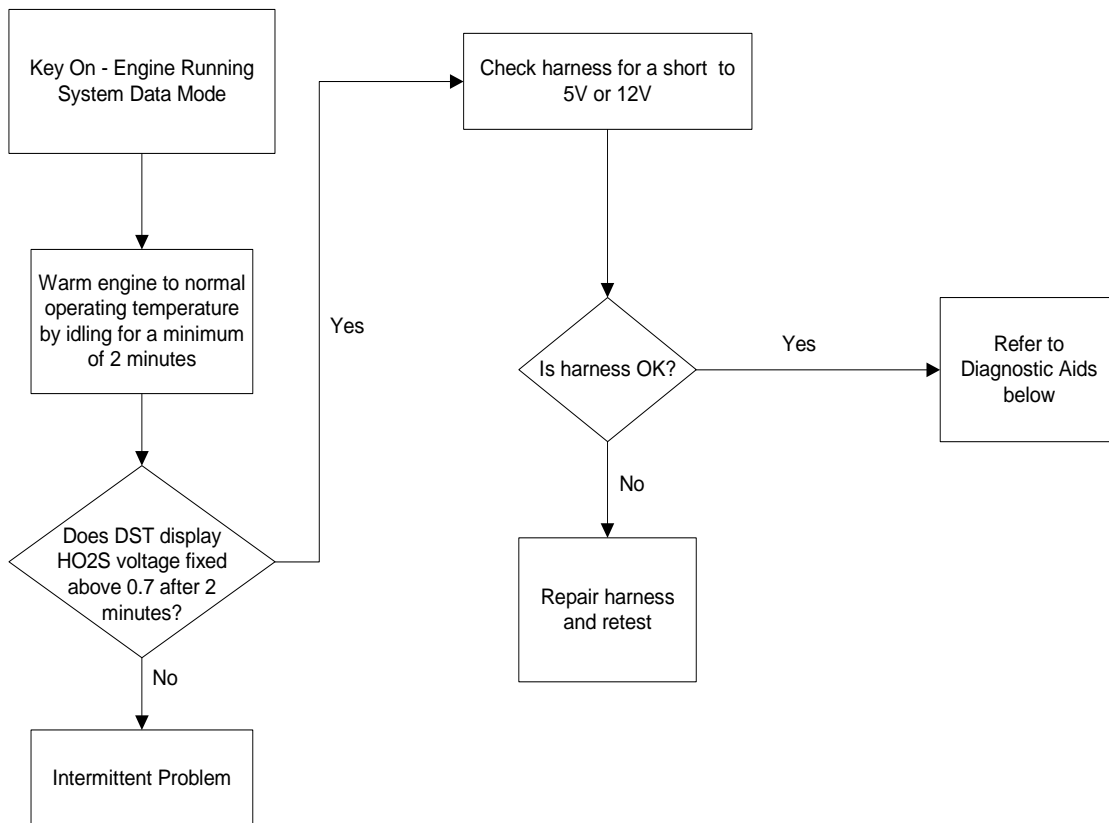 Key On - Engine Running
System Data Mode
Warm engine to normal
operating temperature
by idling for a minimum
of 2 minutes
Does DST display
HO2S voltage fixed
above 0.7 after 2
minutes?
No
Intermittent Problem
Yes
Check harness for a short to
5V or 12V
Is harness OK?
No
Repair harness
and retest
Yes
Refer to
Diagnostic Aids
below